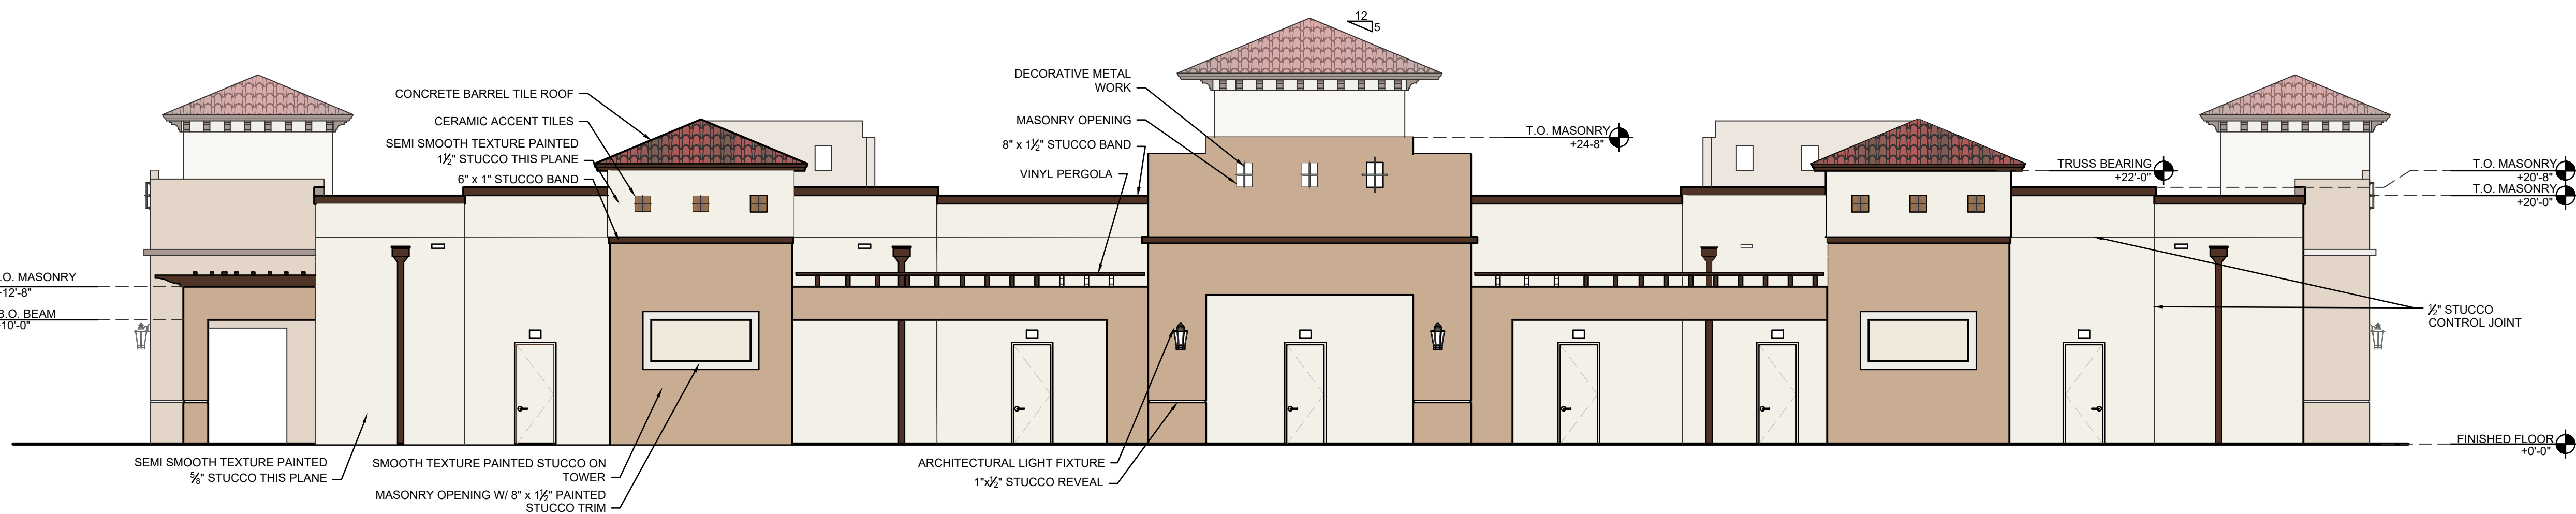 12
5
DECORATIVE METAL
WORK
CONCRETE BARREL TILE ROOF
CERAMIC ACCENT TILES
MASONRY OPENING
SEMI SMOOTH TEXTURE PAINTED
1½" STUCCO THIS PLANE
8" x 1½" STUCCO BAND
6" x 1" STUCCO BAND
VINYL PERGOLA
T.O. MASONRY
+24'-8"
TRUSS BEARING
+22'-0"
T.O. MASONRY
+20'-8"
T.O. MASONRY
+20'-0"
.O. MASONRY
+12'-8"
B.O. BEAM
+10'-0"
½" STUCCO
CONTROL JOINT
FINISHED FLOOR
+0'-0"
SEMI SMOOTH TEXTURE PAINTED
⅝" STUCCO THIS PLANE
SMOOTH TEXTURE PAINTED STUCCO ON
TOWER
MASONRY OPENING W/ 8" x 1½" PAINTED
STUCCO TRIM
ARCHITECTURAL LIGHT FIXTURE
1"x½" STUCCO REVEAL